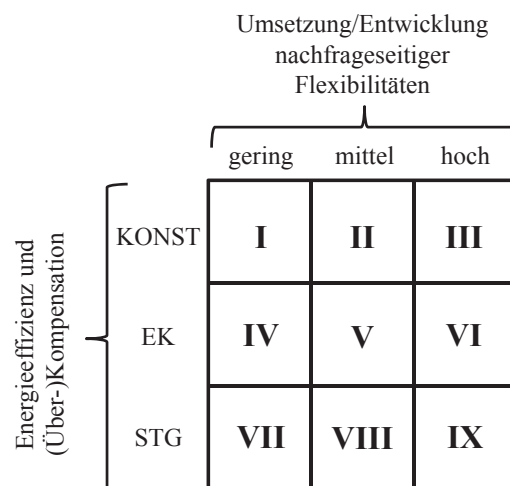 Umsetzung/Entwicklung
nachfrageseitiger
Flexibilitäten
gering mittel hoch
Energieeffizienz und
(Über-)Kompensation
KONST I II III
EK IV V VI
STG VII VIII IX